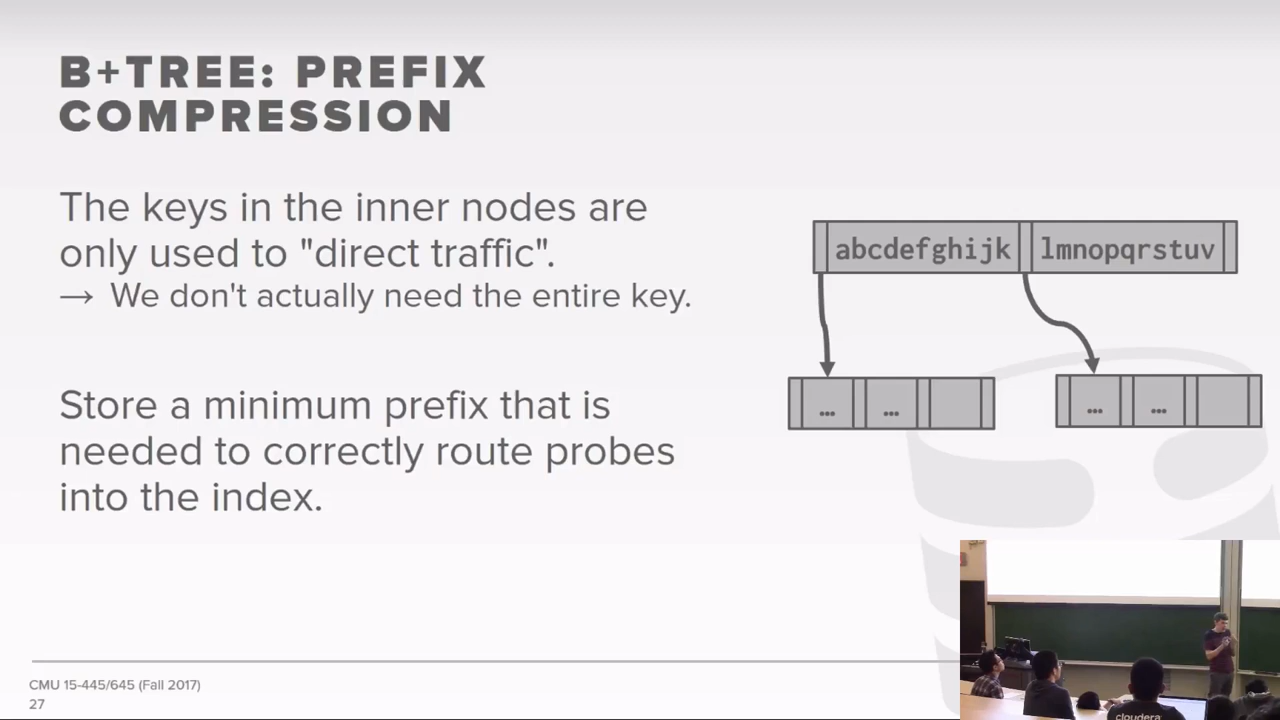 B+TREE: PREFIX
COMPRESSION
The keys in the inner nodes are
only used to "direct traffic".
→ We don't actually need the entire key.
Store a minimum prefix that is
needed to correctly route probes
into the index.
abcdefghijk lmnopqrstuv
... ... ... ...
CMU 15-445/645 (Fall 2017)
27
cloudera